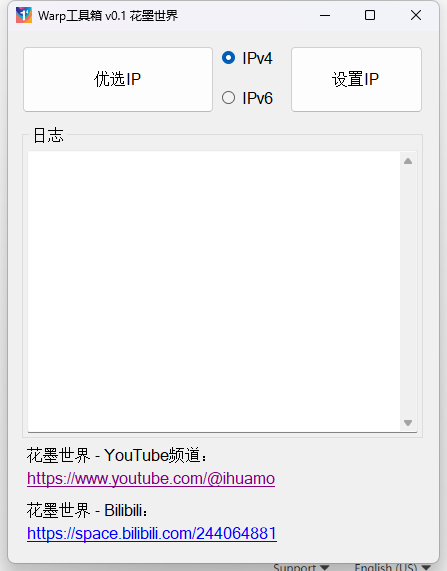 Warp工具箱 v0.1 花墨世界
优选IP
IPv4
IPv6
设置IP
日志
花墨世界 - YouTube频道：
https://www.youtube.com/@ihuamo
花墨世界 - Bilibili：
https://space.bilibili.com/244064881
Support
English (US)